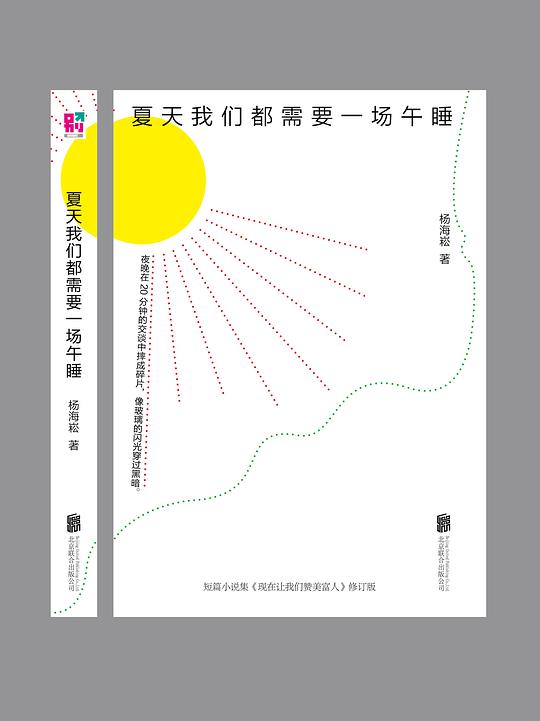 别
夏天我们都需要一场午睡
杨海崧 著
北京联合出版公司
夏天我们都需要一场午睡
杨海崧 著
夜晚在 20 分钟的交谈中摔成碎片，像玻璃的闪光穿过黑暗。
北京联合出版公司
短篇小说集《现在让我们赞美富人》修订版